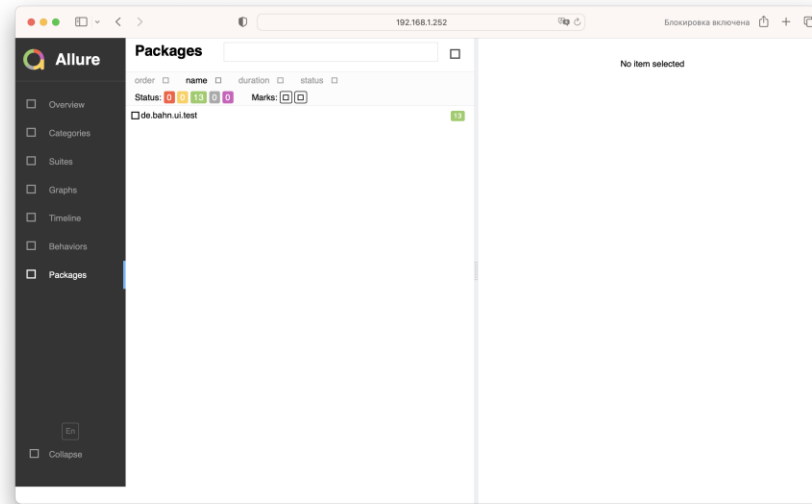 192.168.1.252
Блокировка включена
Allure
Overview
Categories
Suites
Graphs
Timeline
Behaviors
Packages
En
Collapse
Packages
order name duration status
Status: 0 0 13 0 0 Marks:
de.bahn.ui.test 13
No item selected